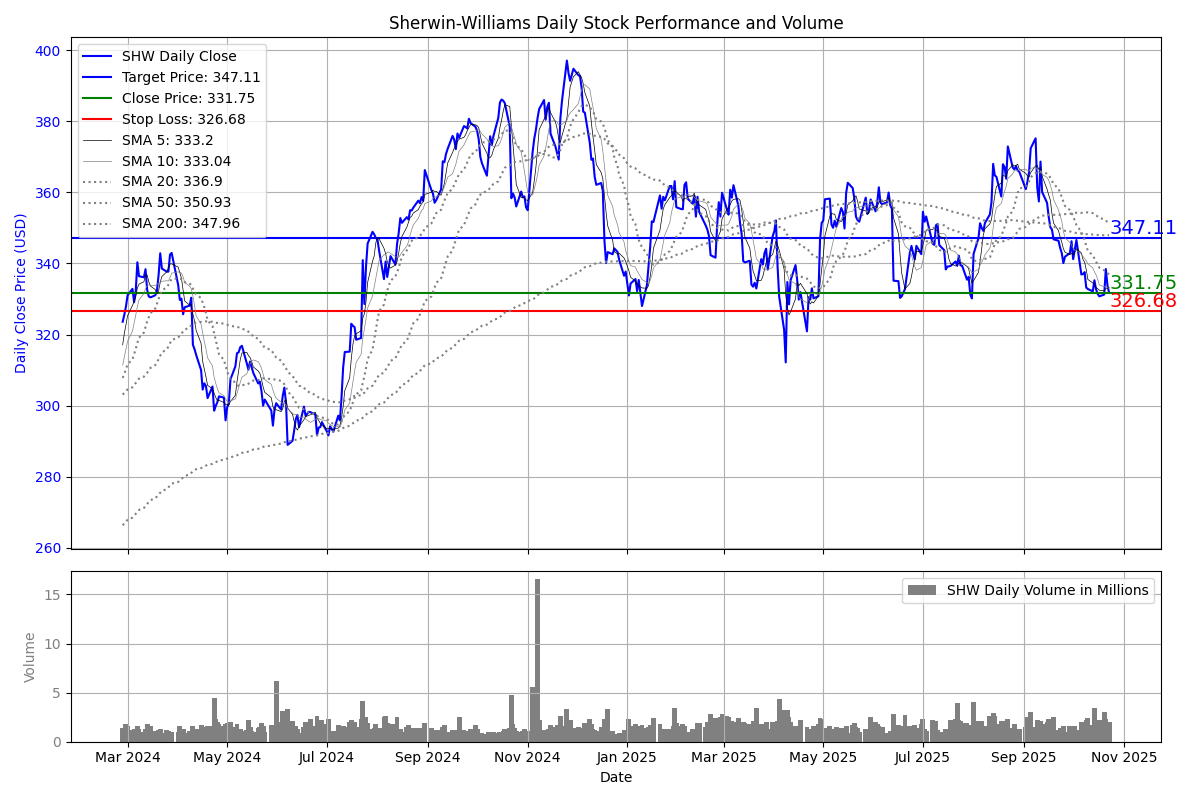 Sherwin-Williams Daily Stock Performance and Volume
400
380
360
340
320
300
280
260
Daily Close Price (USD)
SHW Daily Close
Target Price: 347.11
Close Price: 331.75
Stop Loss: 326.68
SMA 5: 333.2
SMA 10: 333.04
SMA 20: 336.9
SMA 50: 350.93
SMA 200: 347.96
347.11
331.75
326.68
15
10
5
0
Volume
SHW Daily Volume in Millions
Mar 2024 May 2024 Jul 2024 Sep 2024 Nov 2024 Jan 2025 Mar 2025 May 2025 Jul 2025 Sep 2025 Nov 2025
Date